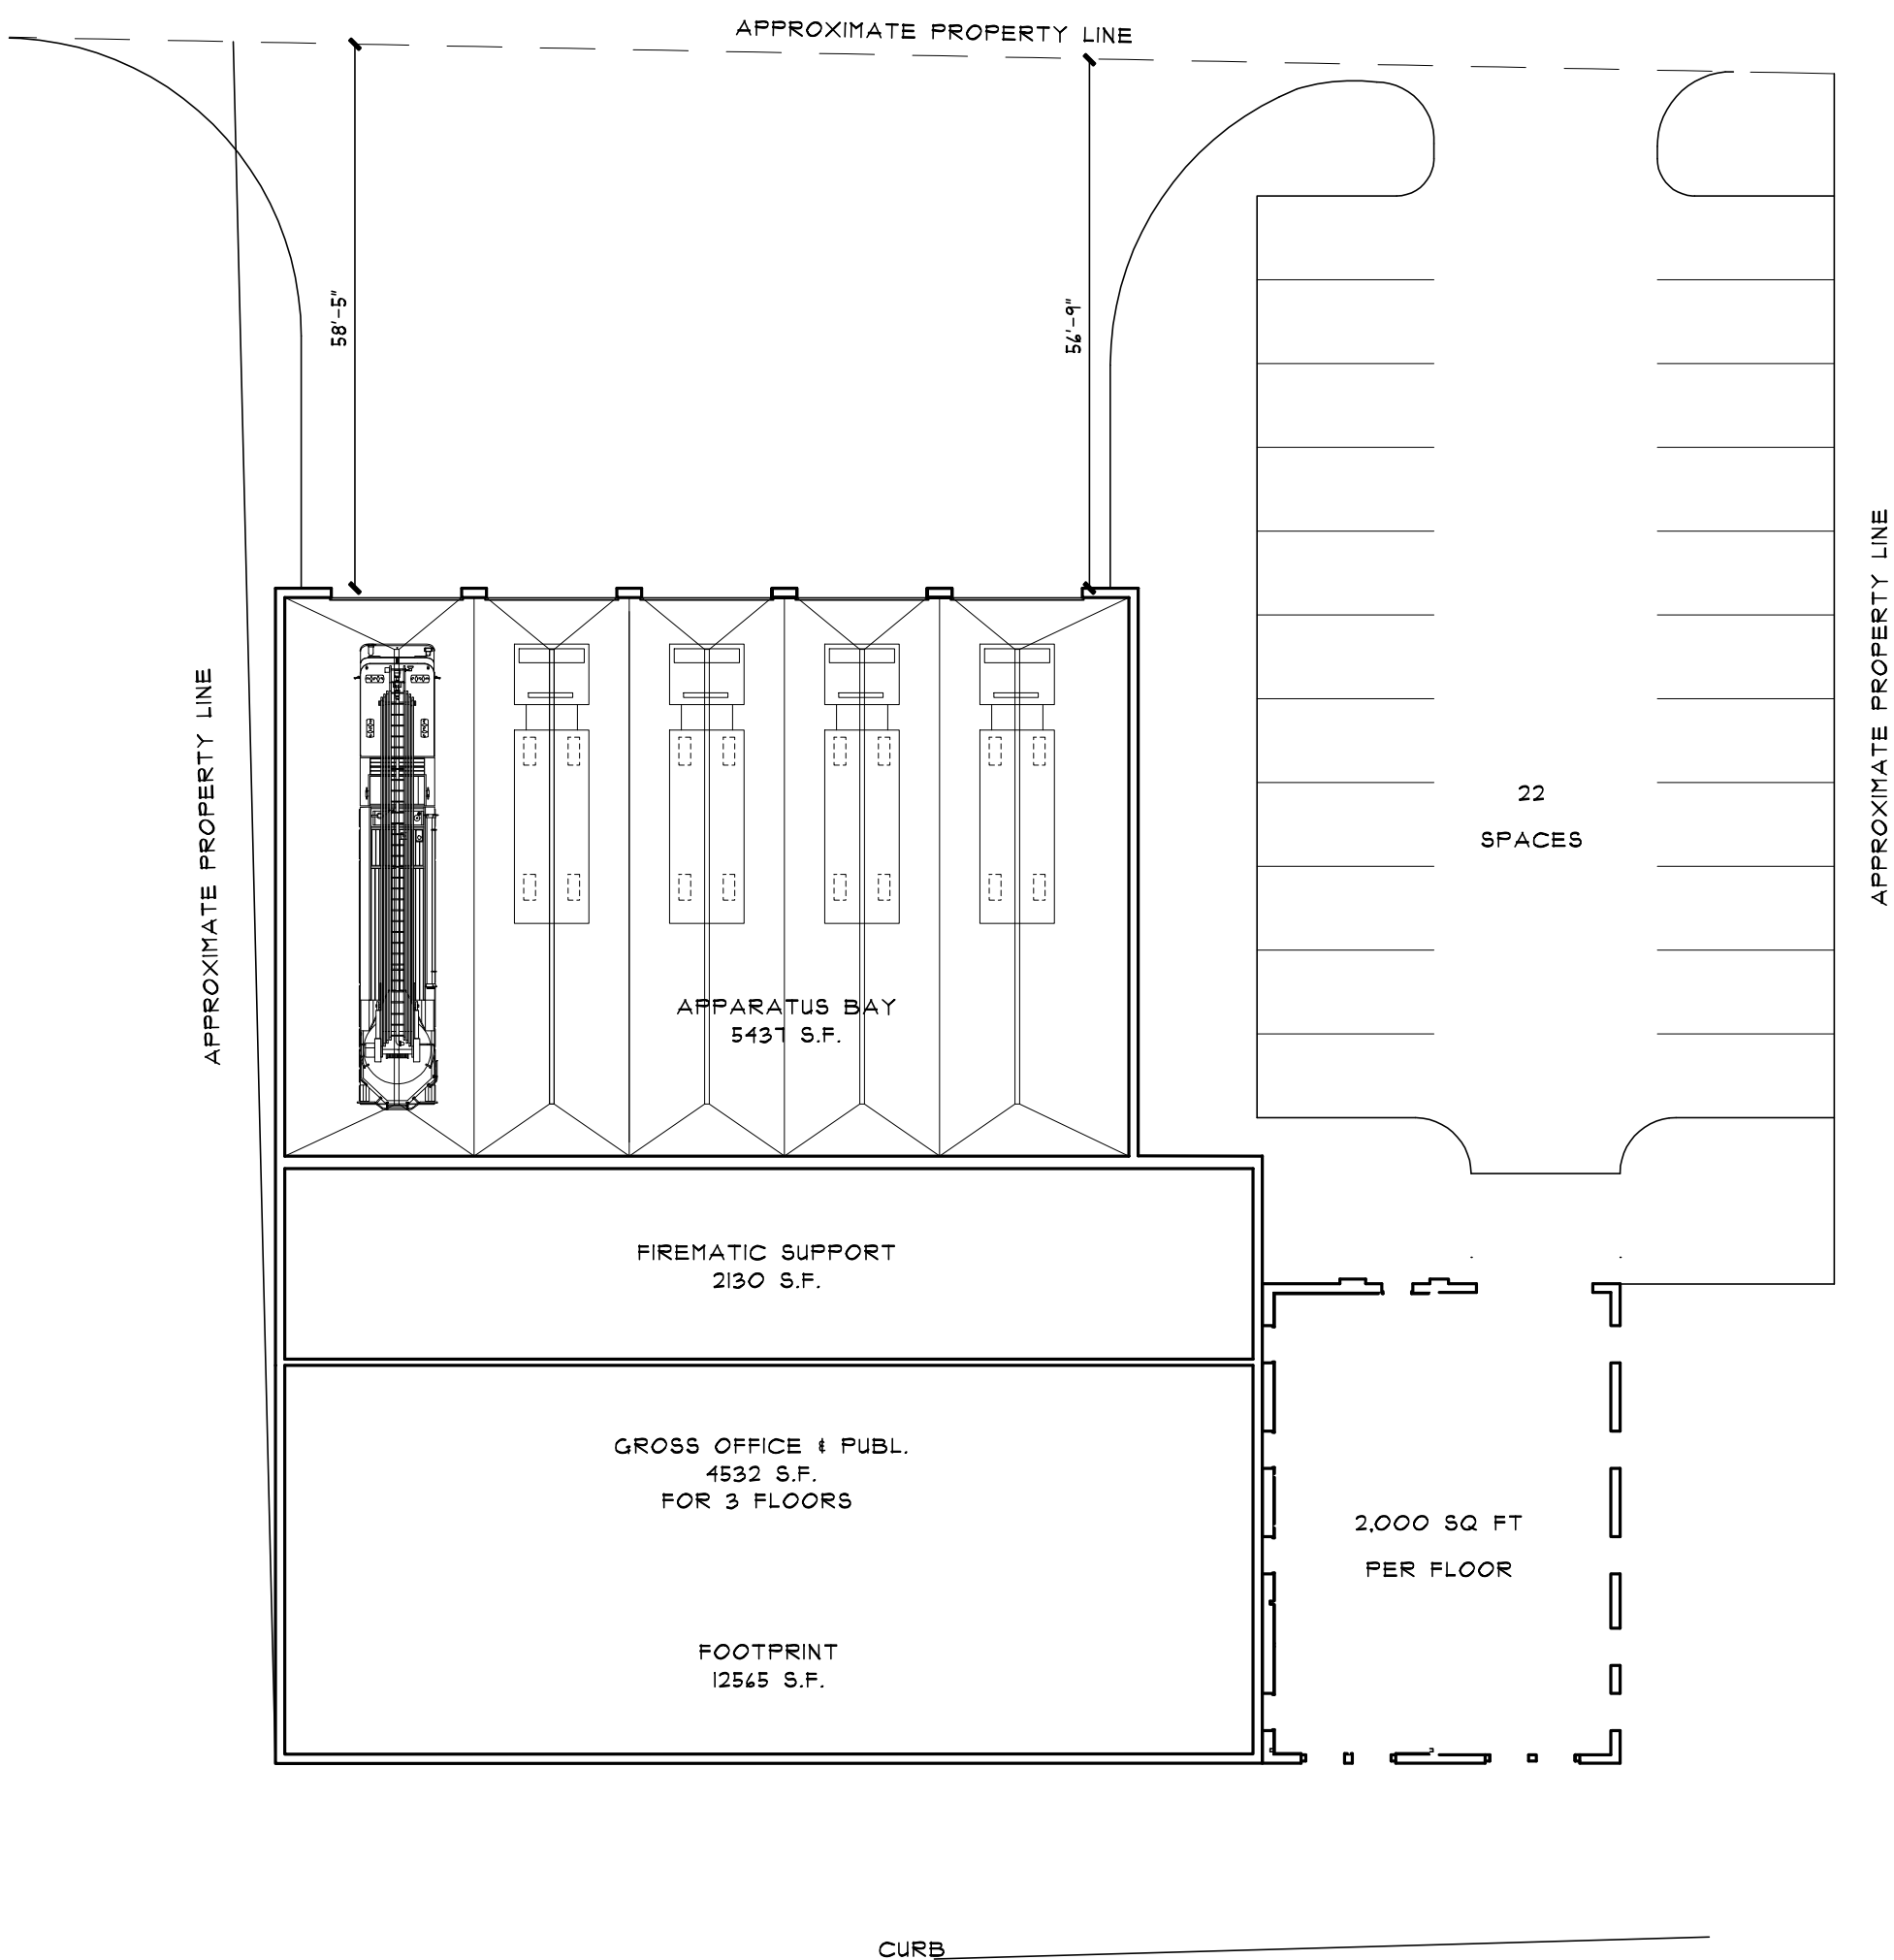 APPROXIMATE PROPERTY LINE
58'-5"
56'-9"
APPROXIMATE PROPERTY LINE
APPROXIMATE PROPERTY LINE
22
SPACES
APPARATUS BAY
5437 S.F.
FIREMATIC SUPPORT
2130 S.F.
GROSS OFFICE & PUBL.
4532 S.F.
FOR 3 FLOORS
2,000 SQ FT
PER FLOOR
FOOTPRINT
12565 S.F.
CURB